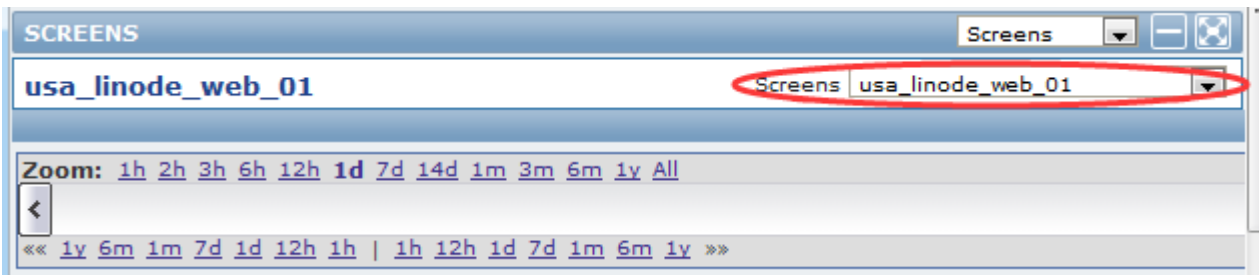 SCREENS Screens
usa_linode_web_01 Screens usa_linode_web_01
Zoom: 1h 2h 3h 6h 12h 1d 7d 14d 1m 3m 6m 1y All
«« 1y 6m 1m 7d 1d 12h 1h | 1h 12h 1d 7d 1m 6m 1y »»